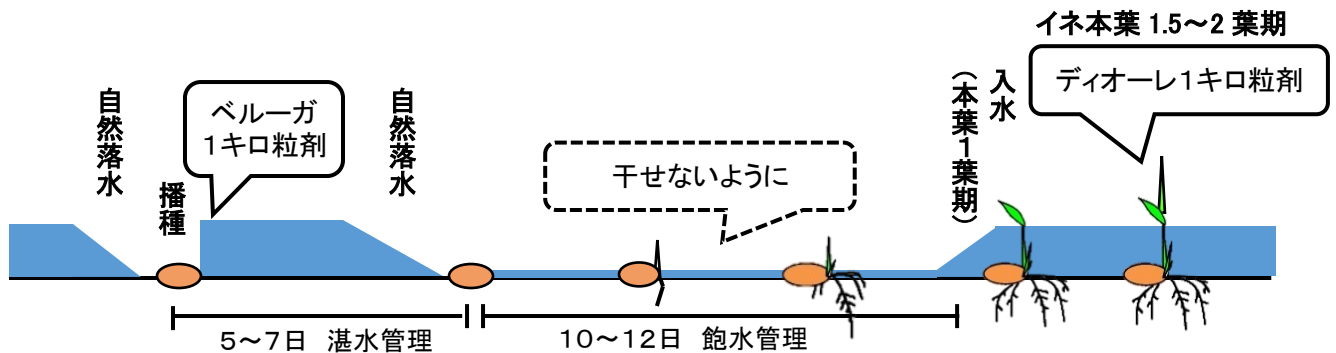 イネ本葉 1.5～2 葉期
自然落水
播種
ベルーガ
１キロ粒剤
自然落水
干せないように
入水
（本葉１葉期）
ディオーレ１キロ粒剤
５～７日　湛水管理
１０～１２日　飽水管理